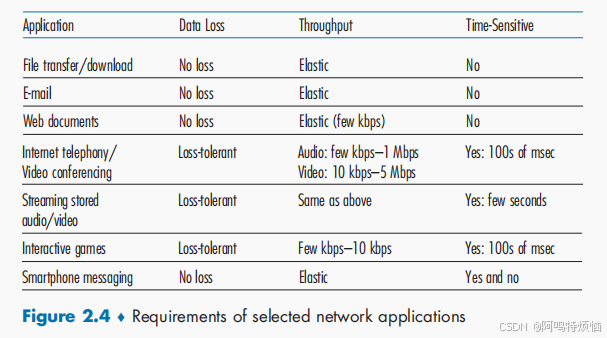 Application Data Loss Throughput Time-Sensitive
File transfer/download No loss Elastic No
E-mail No loss Elastic No
Web documents No loss Elastic (few kbps) No
Internet telephony/ Loss-tolerant Audio: few kbps–1 Mbps Yes: 100s of msec
Video conferencing Video: 10 kbps–5 Mbps
Streaming stored Loss-tolerant Same as above Yes: few seconds
audio/video
Interactive games Loss-tolerant Few kbps–10 kbps Yes: 100s of msec
Smartphone messaging No loss Elastic Yes and no
Figure 2.4 ♦ Requirements of selected network applications
CSDN @阿鸣特烦恼